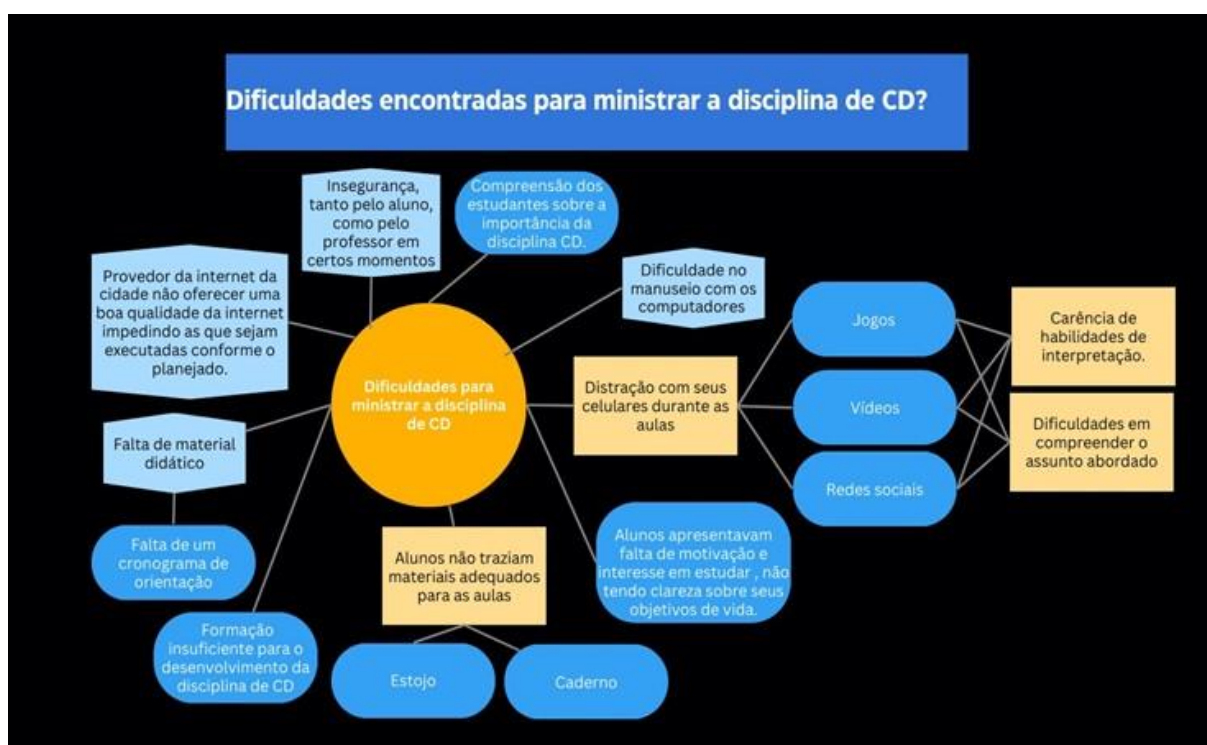 Dificuldades encontradas para ministrar a disciplina de CD?
Insegurança,
tanto pelo aluno,
como pelo
professor em
certos momentos
Compreensão dos
estudantes sobre a
importância da
disciplina CD.
Provedor da internet da
cidade não oferecer uma
boa qualidade da internet
impedindo as que sejam
executadas conforme o
planejado.
Dificuldade no
manuseio com os
computadores
Dificuldades para
ministrar a disciplina
de CD
Distração com seus
celulares durante as
aulas
Jogos
Vídeos
Redes sociais
Carência de
habilidades de
interpretação.
Dificuldades em
compreender o
assunto abordado
Falta de material
didático
Falta de um
cronograma de
orientação
Formação
insuficiente para o
desenvolvimento da
disciplina de CD
Alunos não traziam
materiais adequados
para as aulas
Estojo
Caderno
Alunos apresentavam
falta de motivação e
interesse em estudar , não
tendo clareza sobre seus
objetivos de vida.